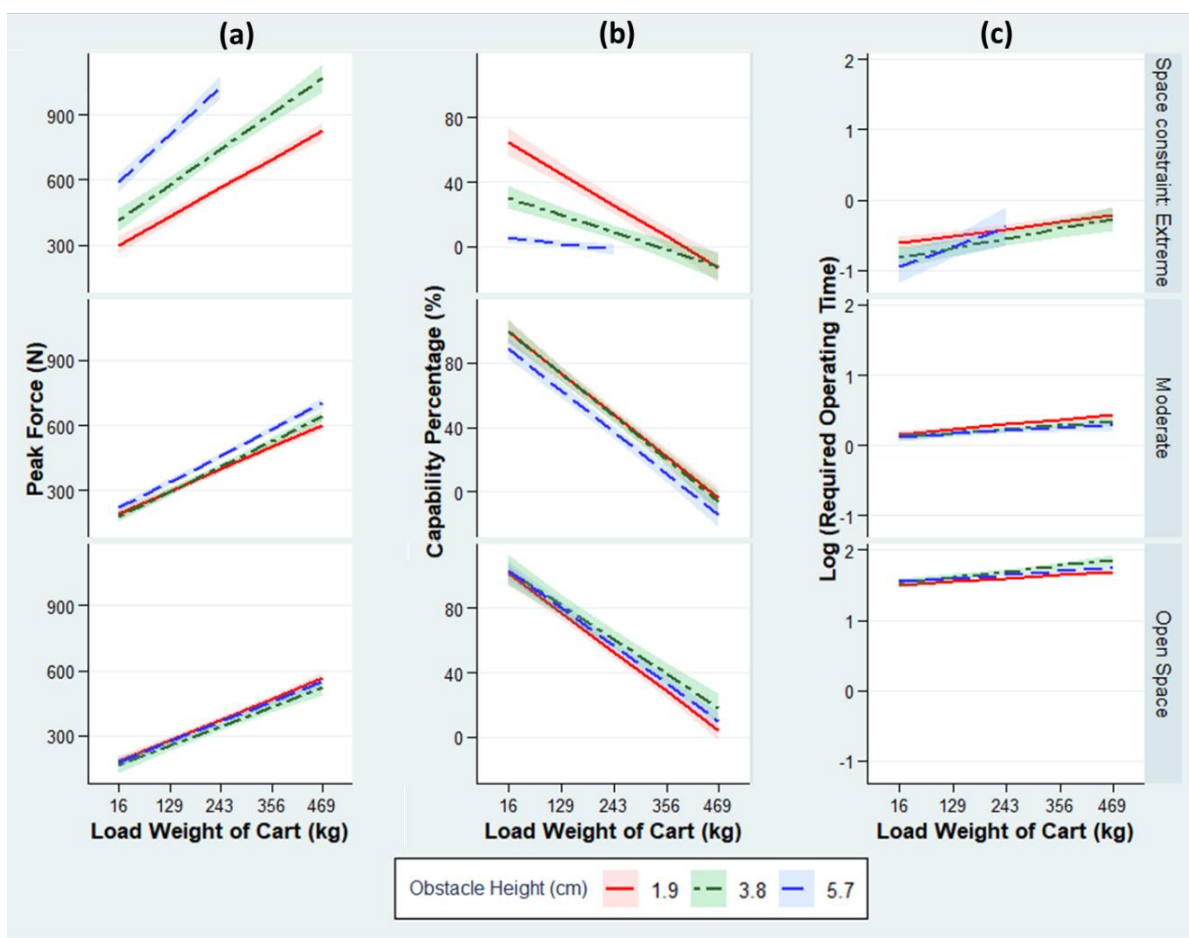 (a) (b) (c)
Peak Force (N)
900
600
300
900
600
300
900
600
300
16 129 243 356 469
Load Weight of Cart (kg)
Capability Percentage (%)
80
40
0
80
40
0
80
40
0
16 129 243 356 469
Load Weight of Cart (kg)
Log (Required Operating Time)
2
1
0
-1
2
1
0
-1
2
1
0
-1
16 129 243 356 469
Load Weight of Cart (kg)
Space constraint: Extreme
Moderate
Open Space
Obstacle Height (cm) 1.9 3.8 5.7